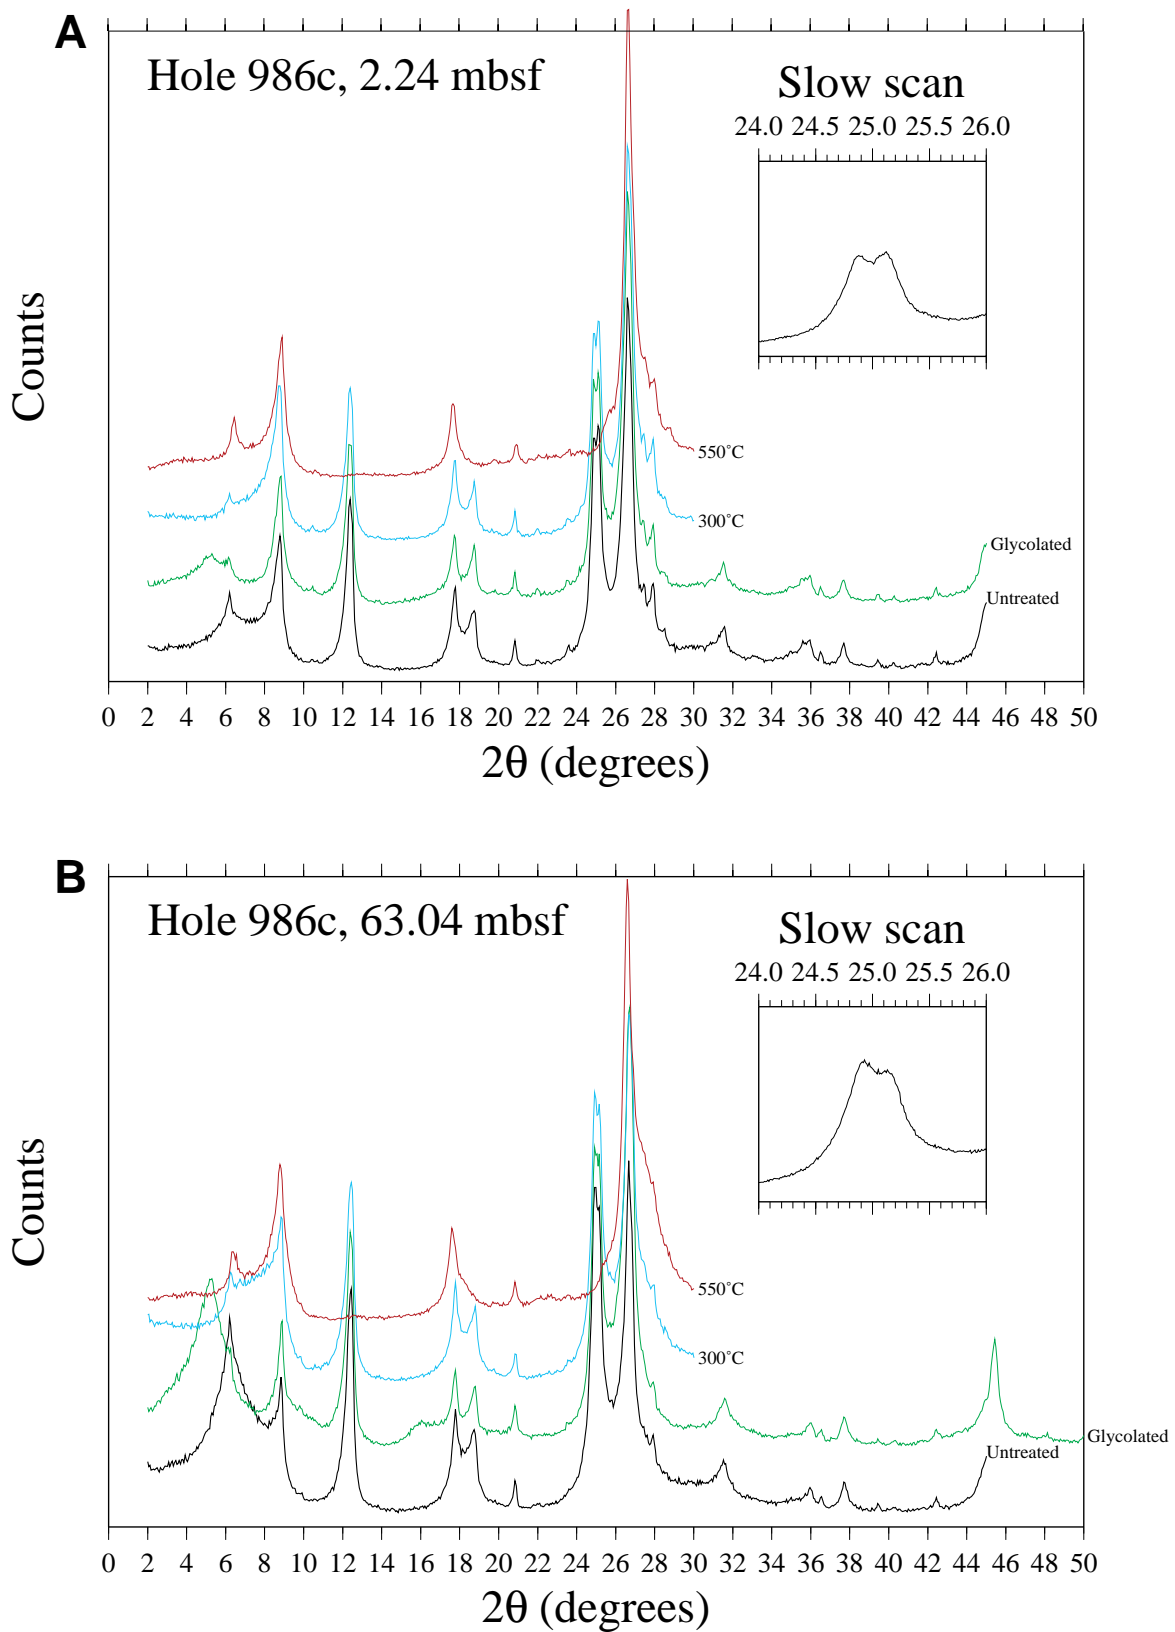 A
Hole 986c, 2.24 mbsf
Slow scan
24.0 24.5 25.0 25.5 26.0
Counts
550°C
300°C
Glycolated
Untreated
0 2 4 6 8 10 12 14 16 18 20 22 24 26 28 30 32 34 36 38 40 42 44 46 48 50
2θ (degrees)
B
Hole 986c, 63.04 mbsf
Slow scan
24.0 24.5 25.0 25.5 26.0
Counts
550°C
300°C
Glycolated
Untreated
0 2 4 6 8 10 12 14 16 18 20 22 24 26 28 30 32 34 36 38 40 42 44 46 48 50
2θ (degrees)